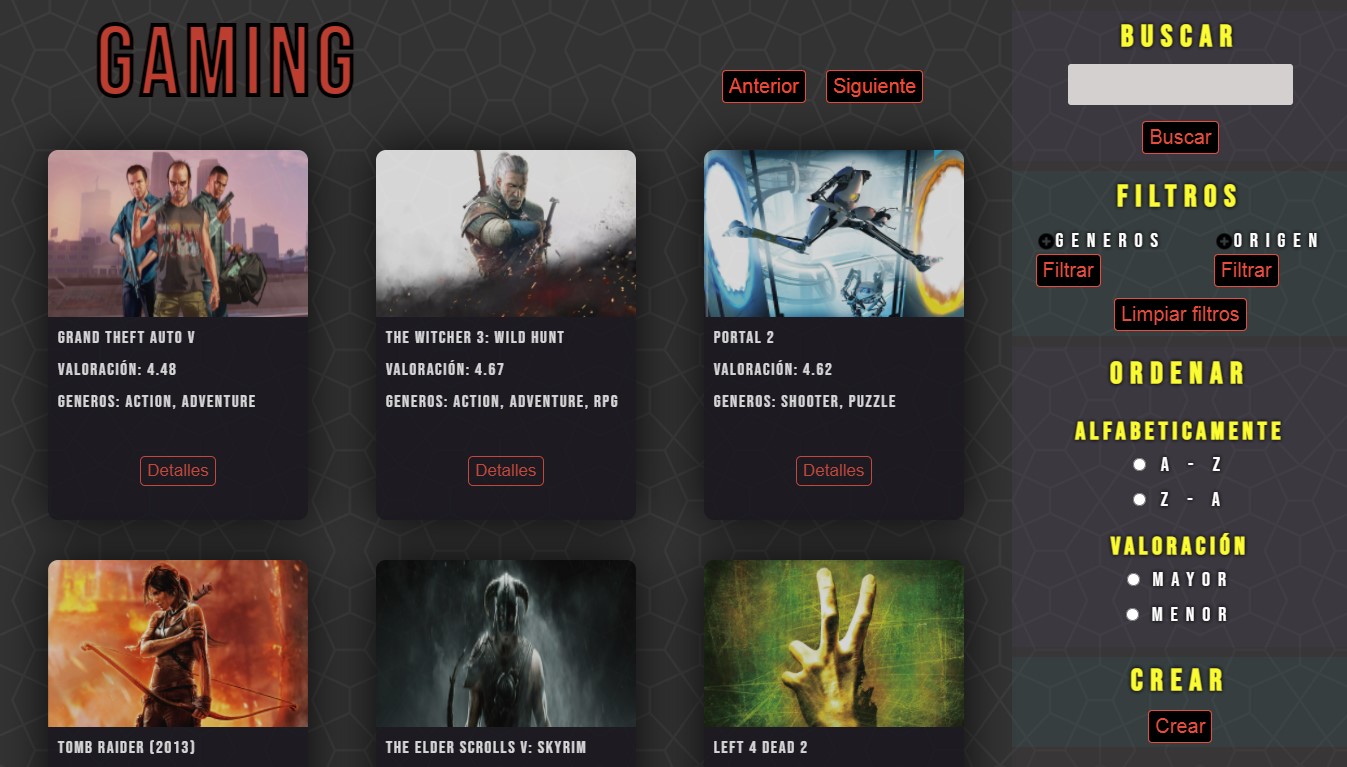 GAMING
Anterior Siguiente
GRAND THEFT AUTO V
VALORACIÓN: 4.48
GENEROS: ACTION, ADVENTURE
Detalles
THE WITCHER 3: WILD HUNT
VALORACIÓN: 4.67
GENEROS: ACTION, ADVENTURE, RPG
Detalles
PORTAL 2
VALORACIÓN: 4.62
GENEROS: SHOOTER, PUZZLE
Detalles
TOMB RAIDER (2013)
THE ELDER SCROLLS V: SKYRIM
LEFT 4 DEAD 2
BUSCAR
Buscar
FILTROS
GENEROS
Filtrar
ORIGEN
Filtrar
Limpiar filtros
ORDENAR
ALFABETICAMENTE
A - Z
Z - A
VALORACIÓN
MAYOR
MENOR
CREAR
Crear